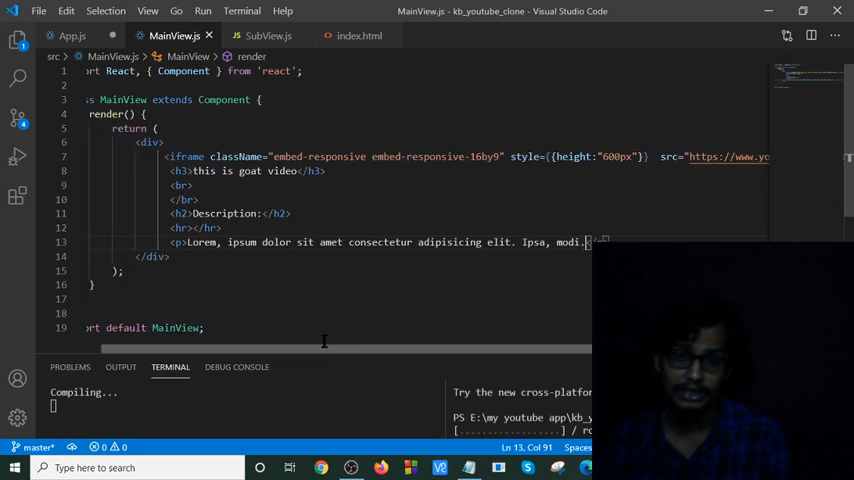 File Edit Selection View Go Run Terminal Help MainView.js - kb_youtube_clone - Visual Studio Code
App.js MainView.js SubView.js index.html
src > MainView.js > MainView > render
1 ort React, { Component } from 'react';
2
3 ss MainView extends Component {
4 render() {
5 return (
6 <div>
7 <iframe className="embed-responsive embed-responsive-16by9" style={{height:"600px"}} src="https://www.yo
8 <h3>this is goat video</h3>
9 <br>
10 </br>
11 <h2>Description:</h2>
12 <hr></hr>
13 <p>Lorem, ipsum dolor sit amet consectetur adipisicing elit. Ipsa, modi.</p>
14 </div>
15 );
16 }
17
18
19 ort default MainView;
PROBLEMS OUTPUT TERMINAL DEBUG CONSOLE
Compiling...
Try the new cross-platfor
PS E:\my youtube app\kb_y
[..................] / ro
1
4
master* 0 0 Ln 13, Col 91 Spaces
Type here to search